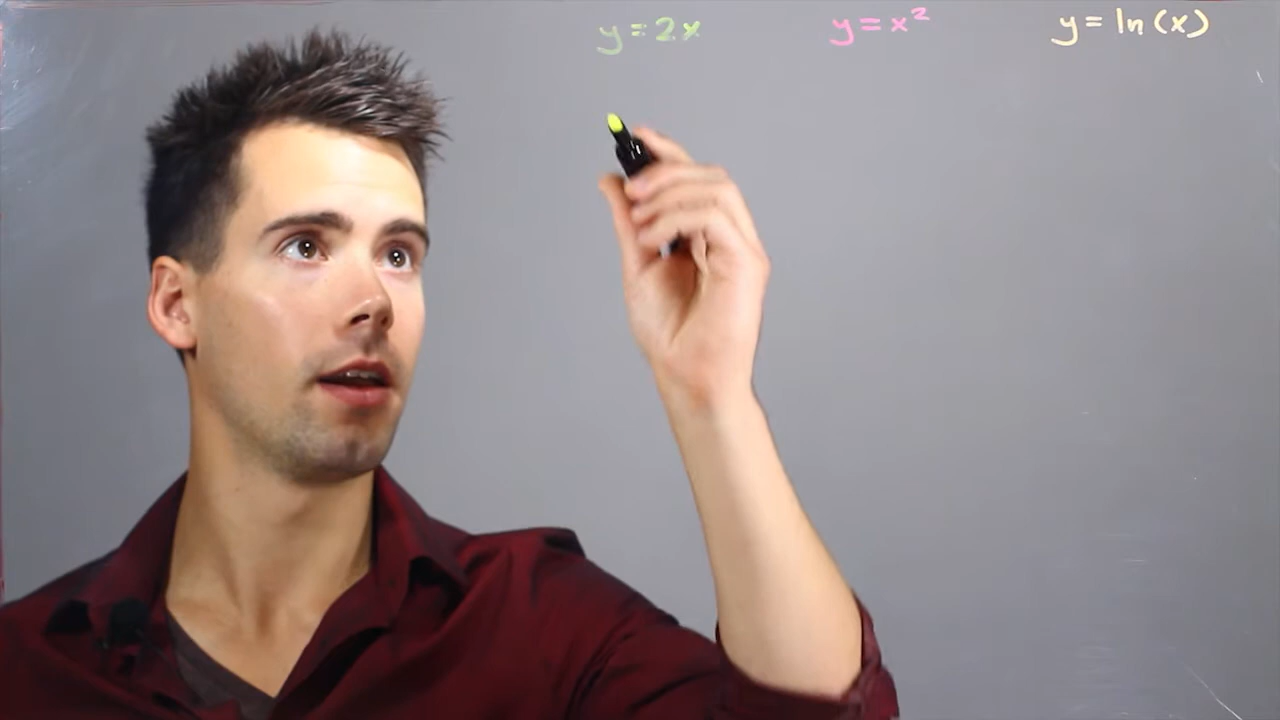 y = 2x y = x² y = ln (x)